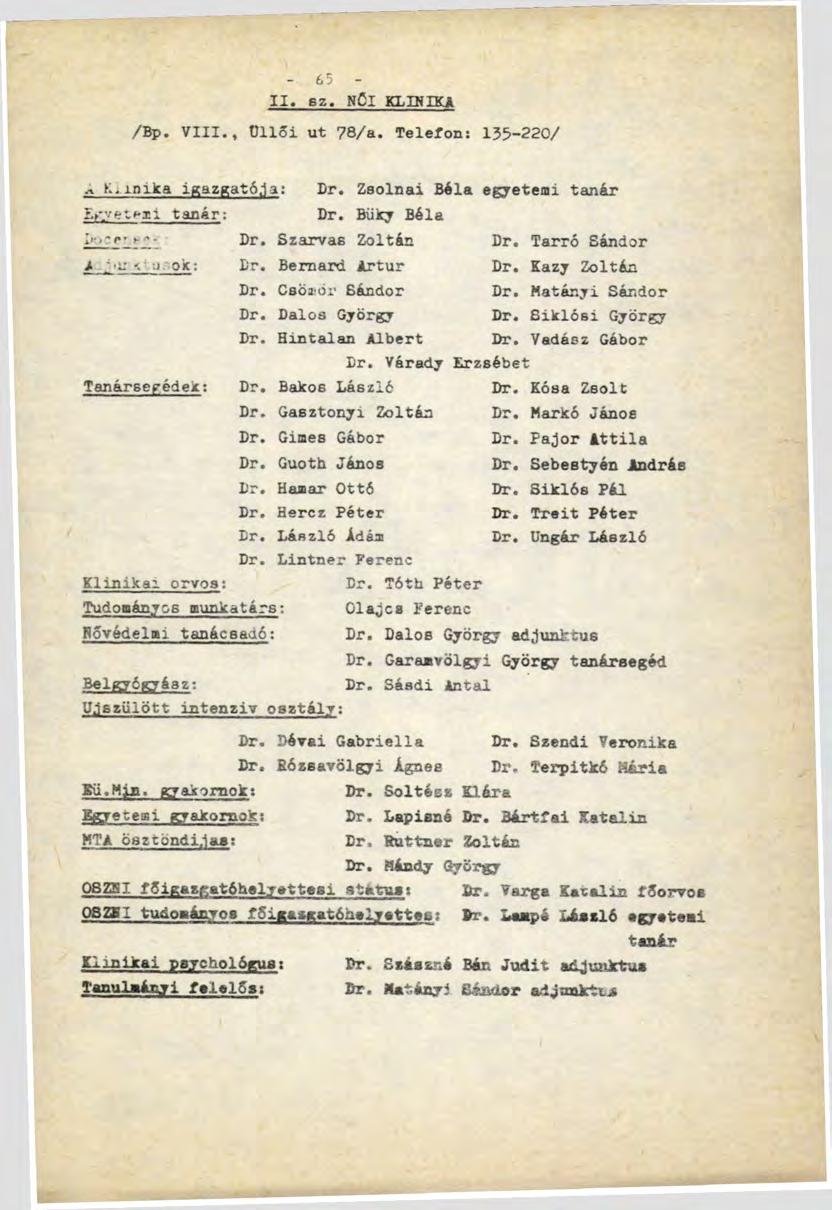 - 65 -
II. sz. NŐI KLINIKA
/Bp. VIII., Üllői ut 78/a. Telefon: 135-220/
A Klinika igazgatója: Dr. Zsolnai Béla egyetemi tanár
Egyetemi tanár: Dr. Büky Béla
Docensek: Dr. Szarvas Zoltán Dr. Tarró Sándor
Adjunktusok: Dr. Bernard Artur Dr. Kazy Zoltán
Dr. Csömör Sándor Dr. Matányi Sándor
Dr. Dalos György Dr. Siklósi György
Dr. Hintalan Albert Dr. Vadász Gábor
Dr. Várady Erzsébet
Tanársegédek: Dr. Bakos László Dr. Kósa Zsolt
Dr. Gasztonyi Zoltán Dr. Markó János
Dr. Gimes Gábor Dr. Pajor Attila
Dr. Guoth János Dr. Sebestyén András
Dr. Hamar Ottó Dr. Siklós Pál
Dr. Hercz Péter Dr. Treit Péter
Dr. László Ádám Dr. Ungár László
Dr. Lintner Ferenc
Klinikai orvos: Dr. Tóth Péter
Tudományos munkatárs: Olajos Ferenc
Nővédelmi tanácsadó: Dr. Dalos György adjunktus
Dr. Garamvölgyi György tanársegéd
Belgyógyász: Dr. Sásdi Antal
Ujszülött intenziv osztály:
Dr. Dévai Gabriella Dr. Szendi Veronika
Dr. Rózsavölgyi Ágnes Dr. Terpitkó Mária
Eü.Min. gyakornok: Dr. Soltész Klára
Egyetemi gyakornok: Dr. Lapisné Dr. Bártfai Katalin
MTA ösztöndijas: Dr. Ruttner Zoltán
Dr. Mándy György
OSZNI főigazgatóhelyettesi státus: Dr. Varga Katalin főorvos
OSZNI tudományos főigazgatóhelyettes: Dr. Lampé László egyetemi
tanár
Klinikai psychológus: Dr. Szászné Bán Judit adjunktus
Tanulmányi felelős: Dr. Matányi Sándor adjunktus